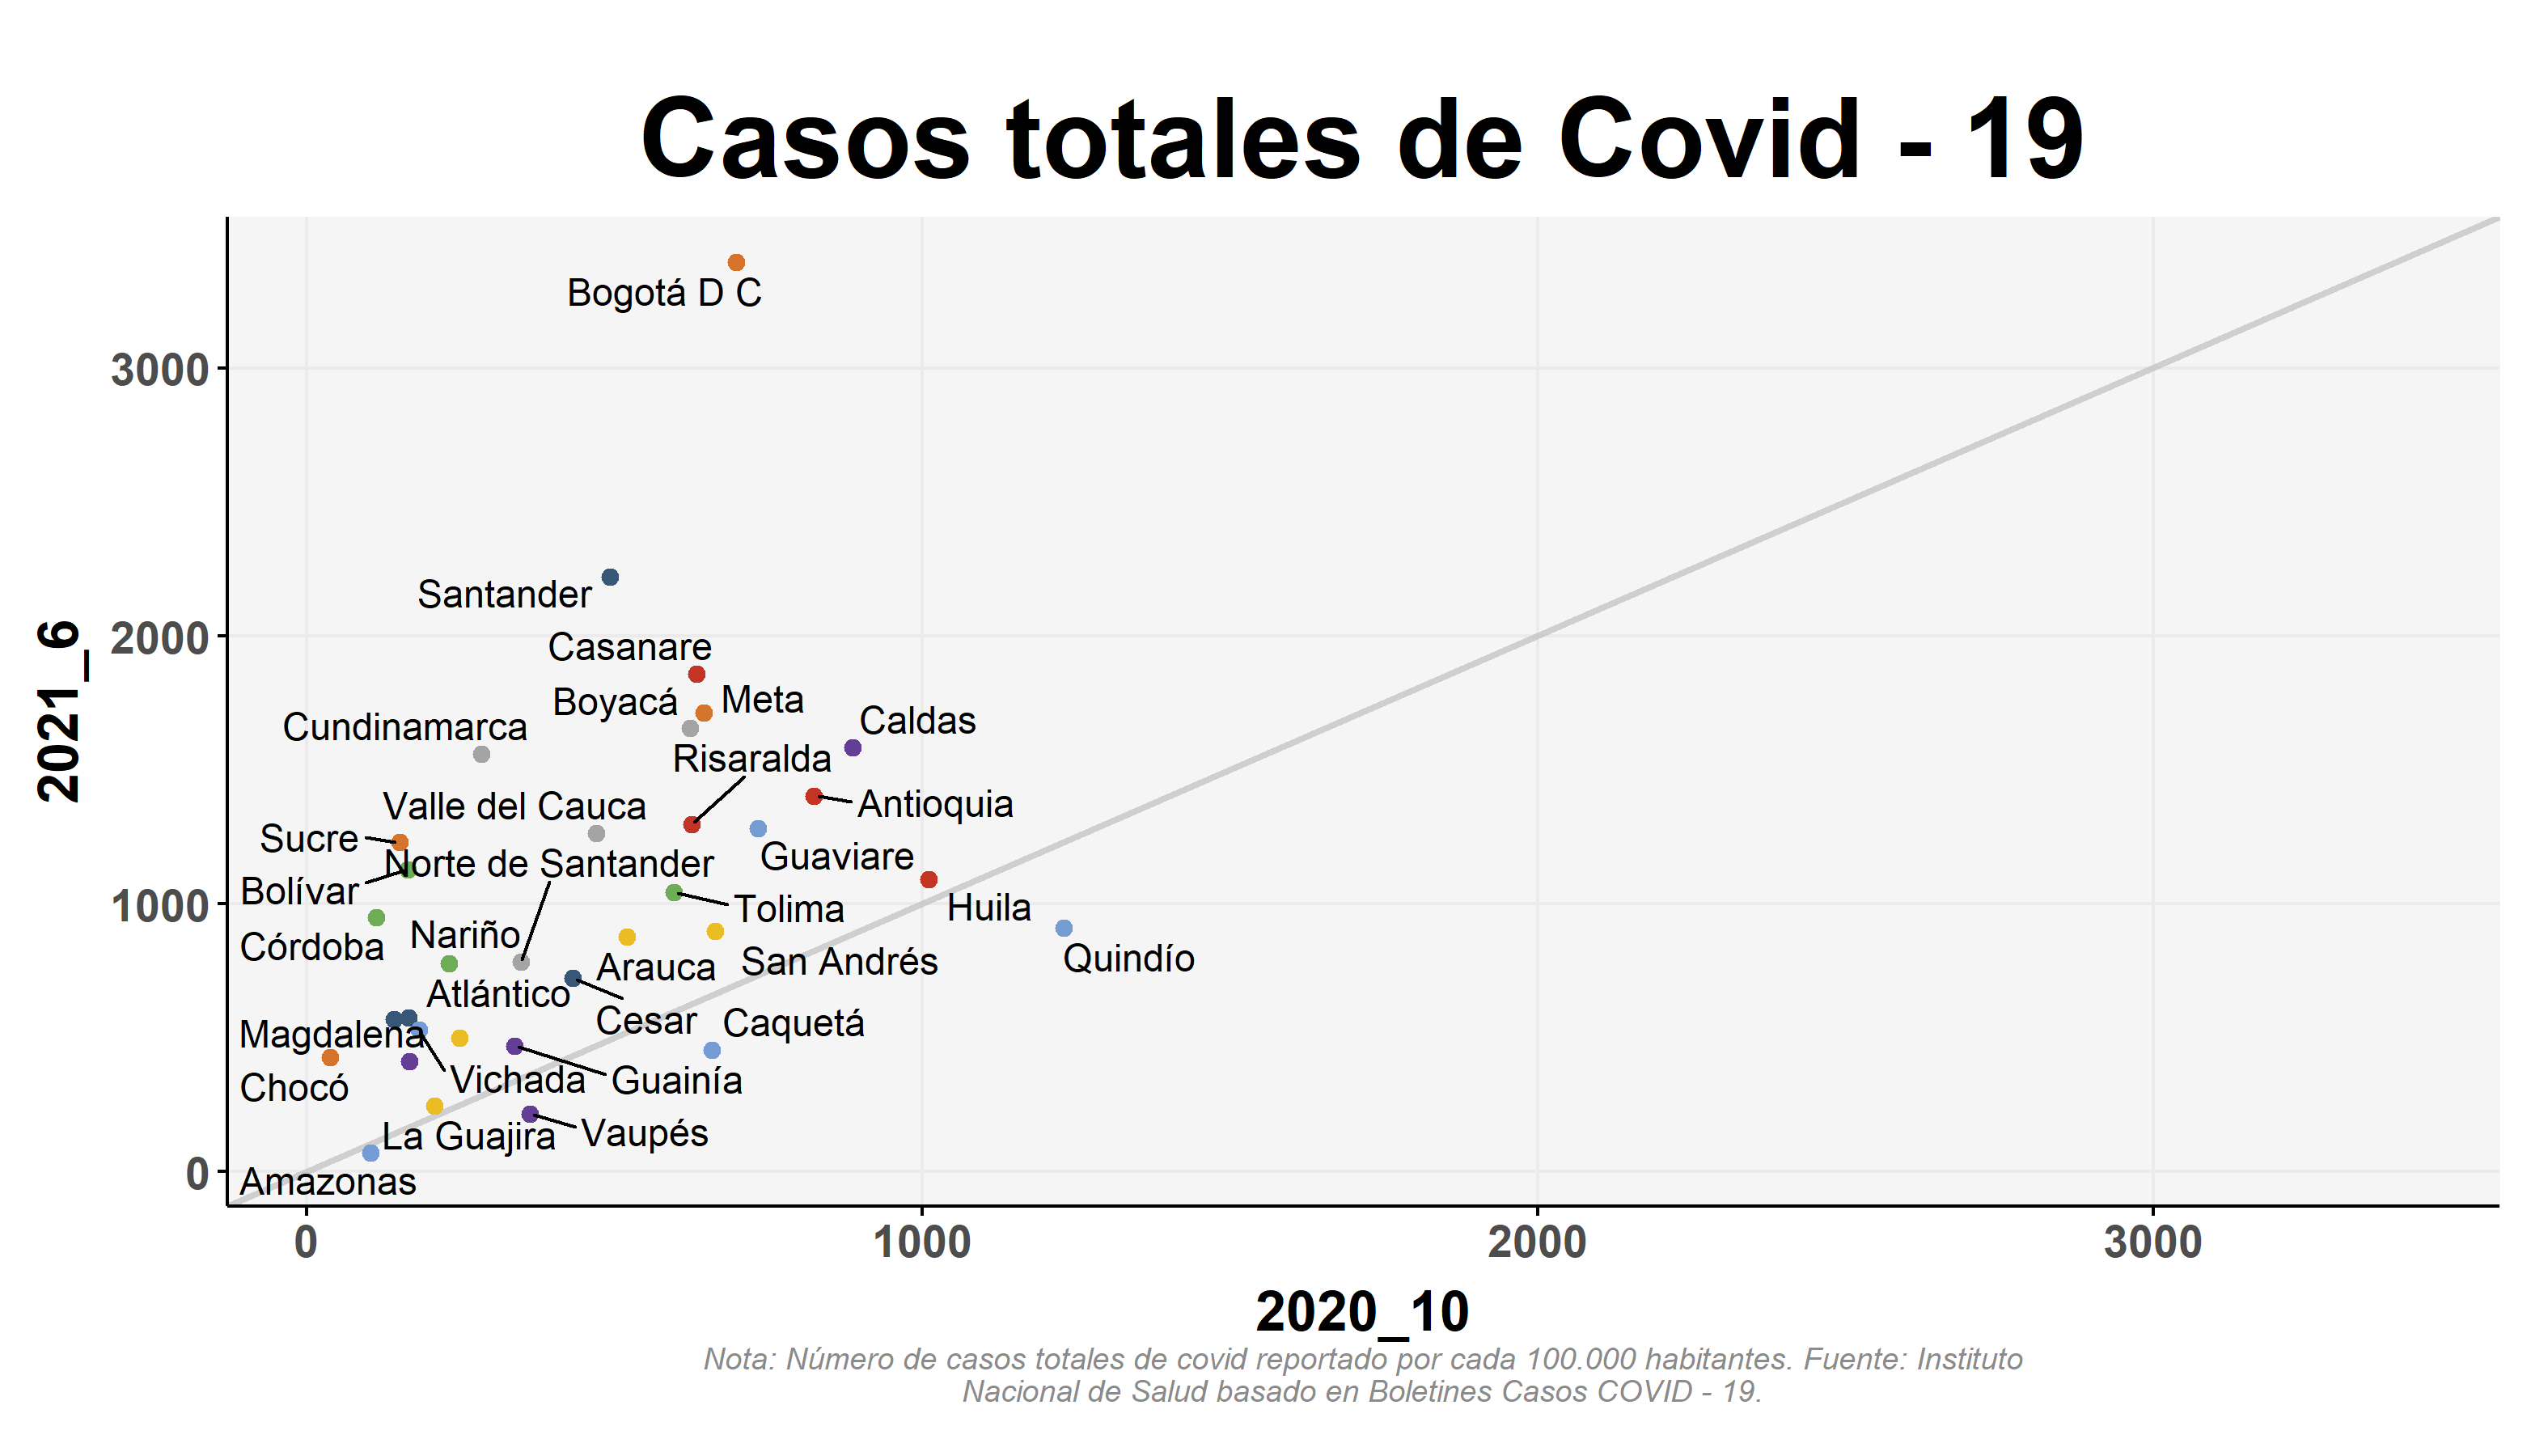 Casos totales de Covid - 19
Bogotá D C
3000
Santander
2000
Casanare
Boyacá
Meta
Caldas
Cundinamarca
Risaralda
Valle del Cauca
Antioquia
Sucre
Guaviare
Norte de Santander
Bolívar
1000
Tolima
Huila
Nariño
Córdoba
Quindío
San Andrés
Arauca
Atlántico
Cesar
Caquetá
Magdalena
Vichada
Guainía
Chocó
Vaupés
La Guajira
0
Amazonas
2021_6
0
1000
2000
3000
2020_10
Nota: Número de casos totales de covid reportado por cada 100.000 habitantes. Fuente: Instituto
Nacional de Salud basado en Boletines Casos COVID - 19.